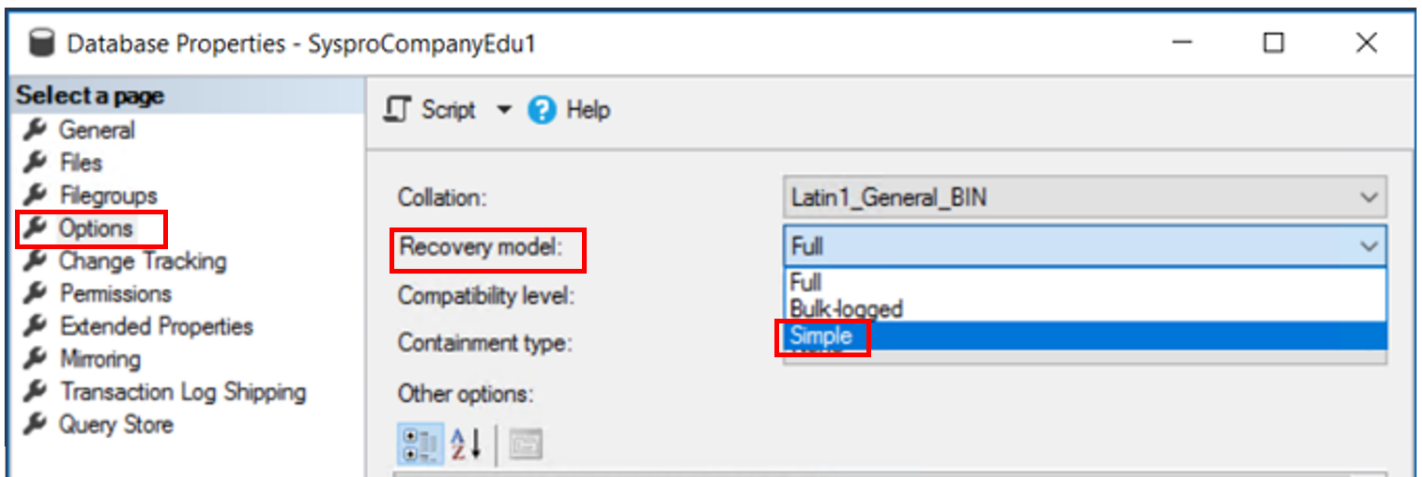 Database Properties - SysproCompanyEdu1
Select a page
General
Files
Filegroups
Options
Change Tracking
Permissions
Extended Properties
Mirroring
Transaction Log Shipping
Query Store
Script
Help
Collation:
Latin1_General_BIN
Recovery model:
Full
Full
Bulk-logged
Simple
Compatibility level:
Containment type:
Other options: